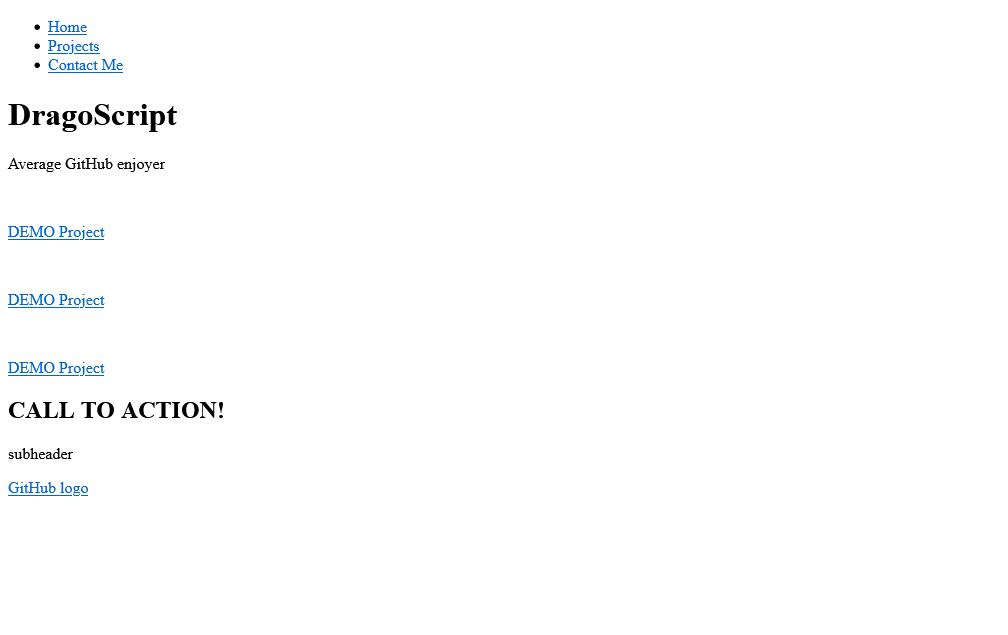 Home
Projects
Contact Me
DragoScript
Average GitHub enjoyer
DEMO Project
DEMO Project
DEMO Project
CALL TO ACTION!
subheader
GitHub logo